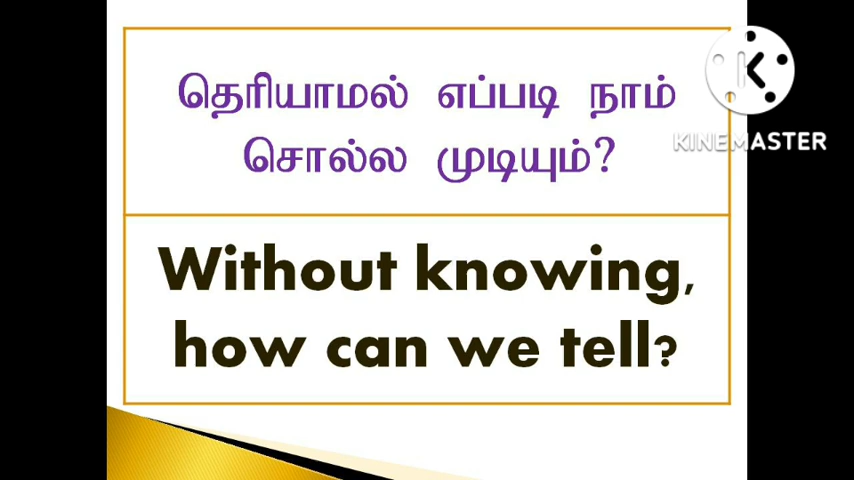 தெரியாமல் எப்படி நாம்
சொல்ல முடியும்?
KINEMASTER
Without knowing,
how can we tell?